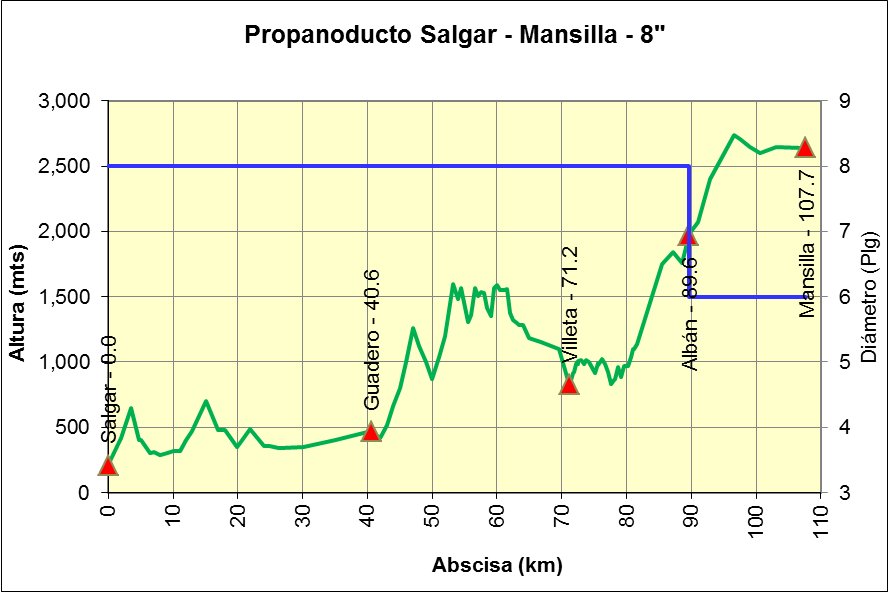 Propanoducto Salgar - Mansilla - 8"
3,000
2,500
2,000
1,500
1,000
500
0
Altura (mts)
9
8
7
6
5
4
3
Diámetro (Plg)
Salgar - 0.0
Guadero - 40.6
Villeta - 71.2
Albán - 89.6
Mansilla - 107.7
0
10
20
30
40
50
60
70
80
90
100
110
Abscisa (km)